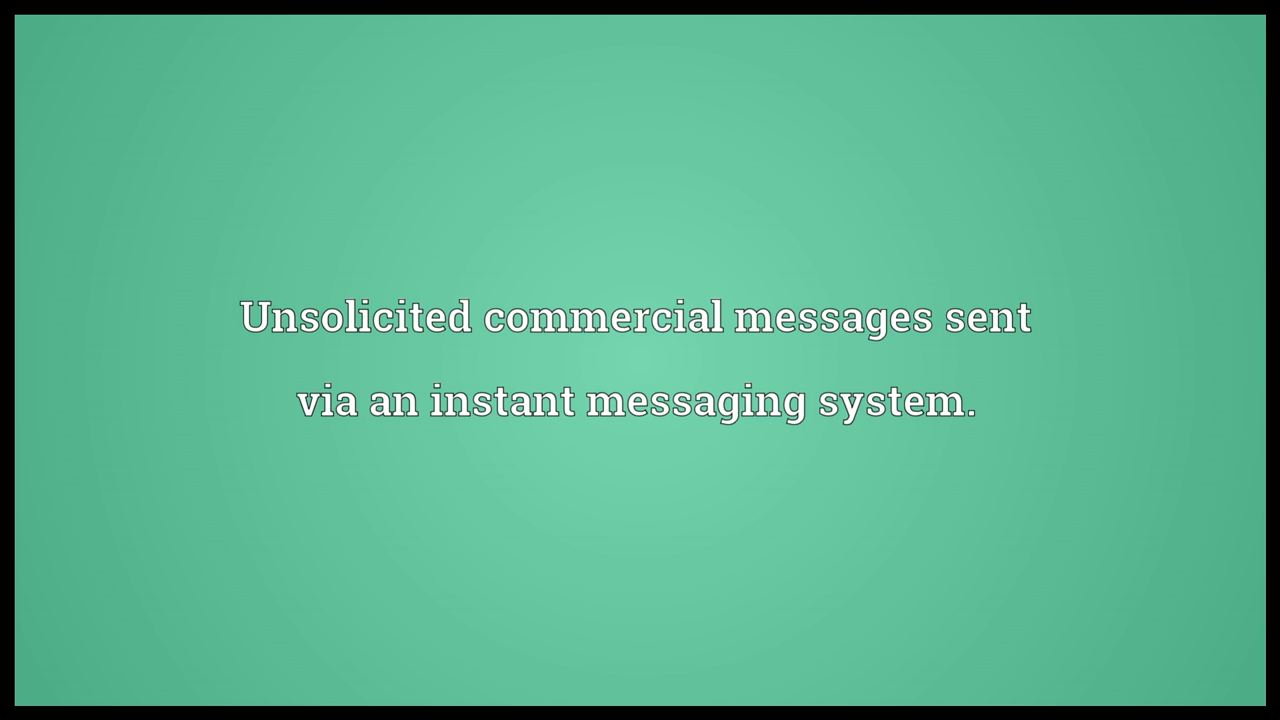 Unsolicited commercial messages sent
via an instant messaging system.